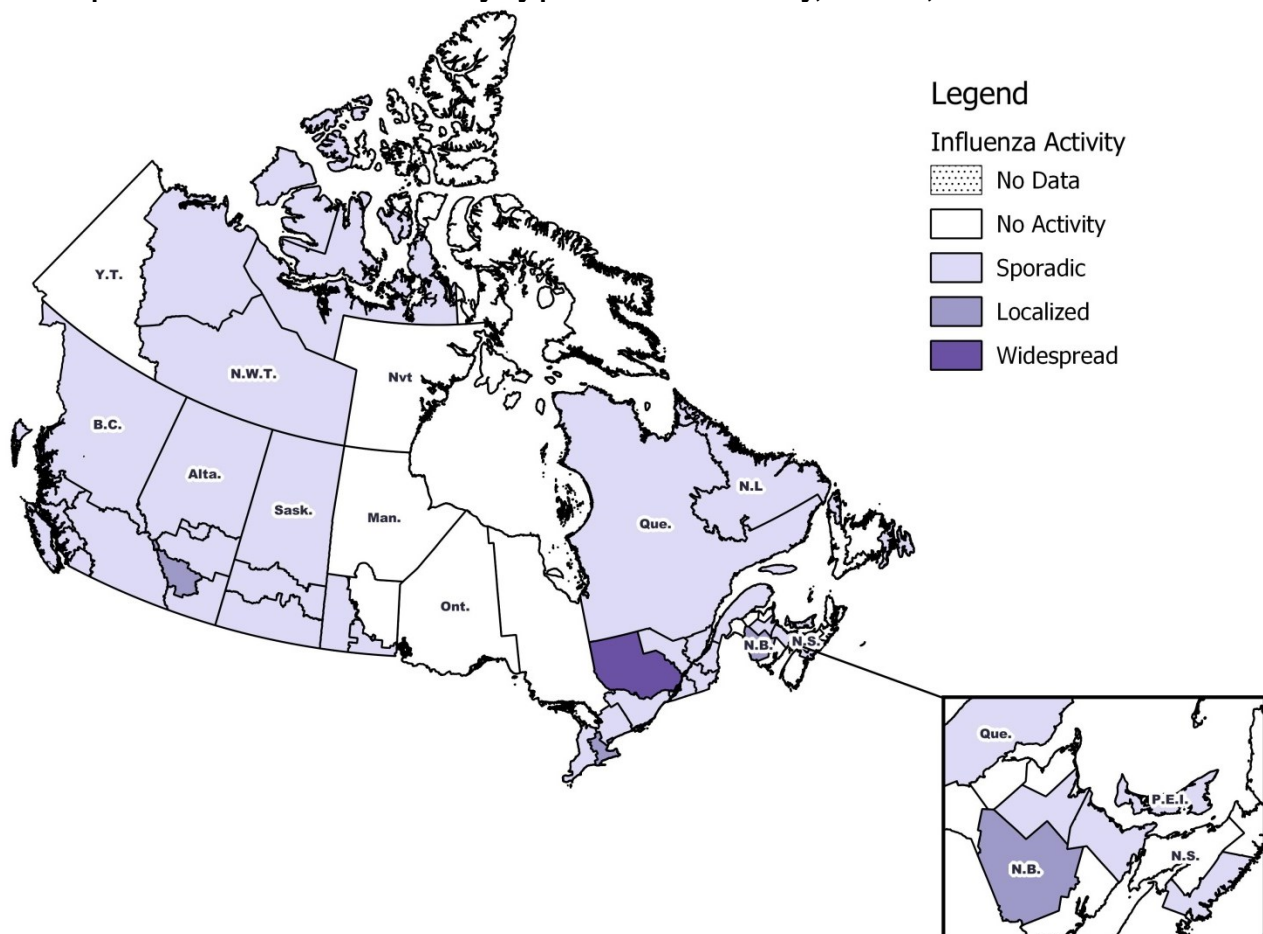 Legend
Influenza Activity
No Data
No Activity
Sporadic
Localized
Widespread
Y.T.
N.W.T.
Nvt
B.C.
Alta.
Sask.
Man.
Ont.
Que.
N.L
N.B.
N.S.
Que.
P.E.I.
N.B.
N.S.